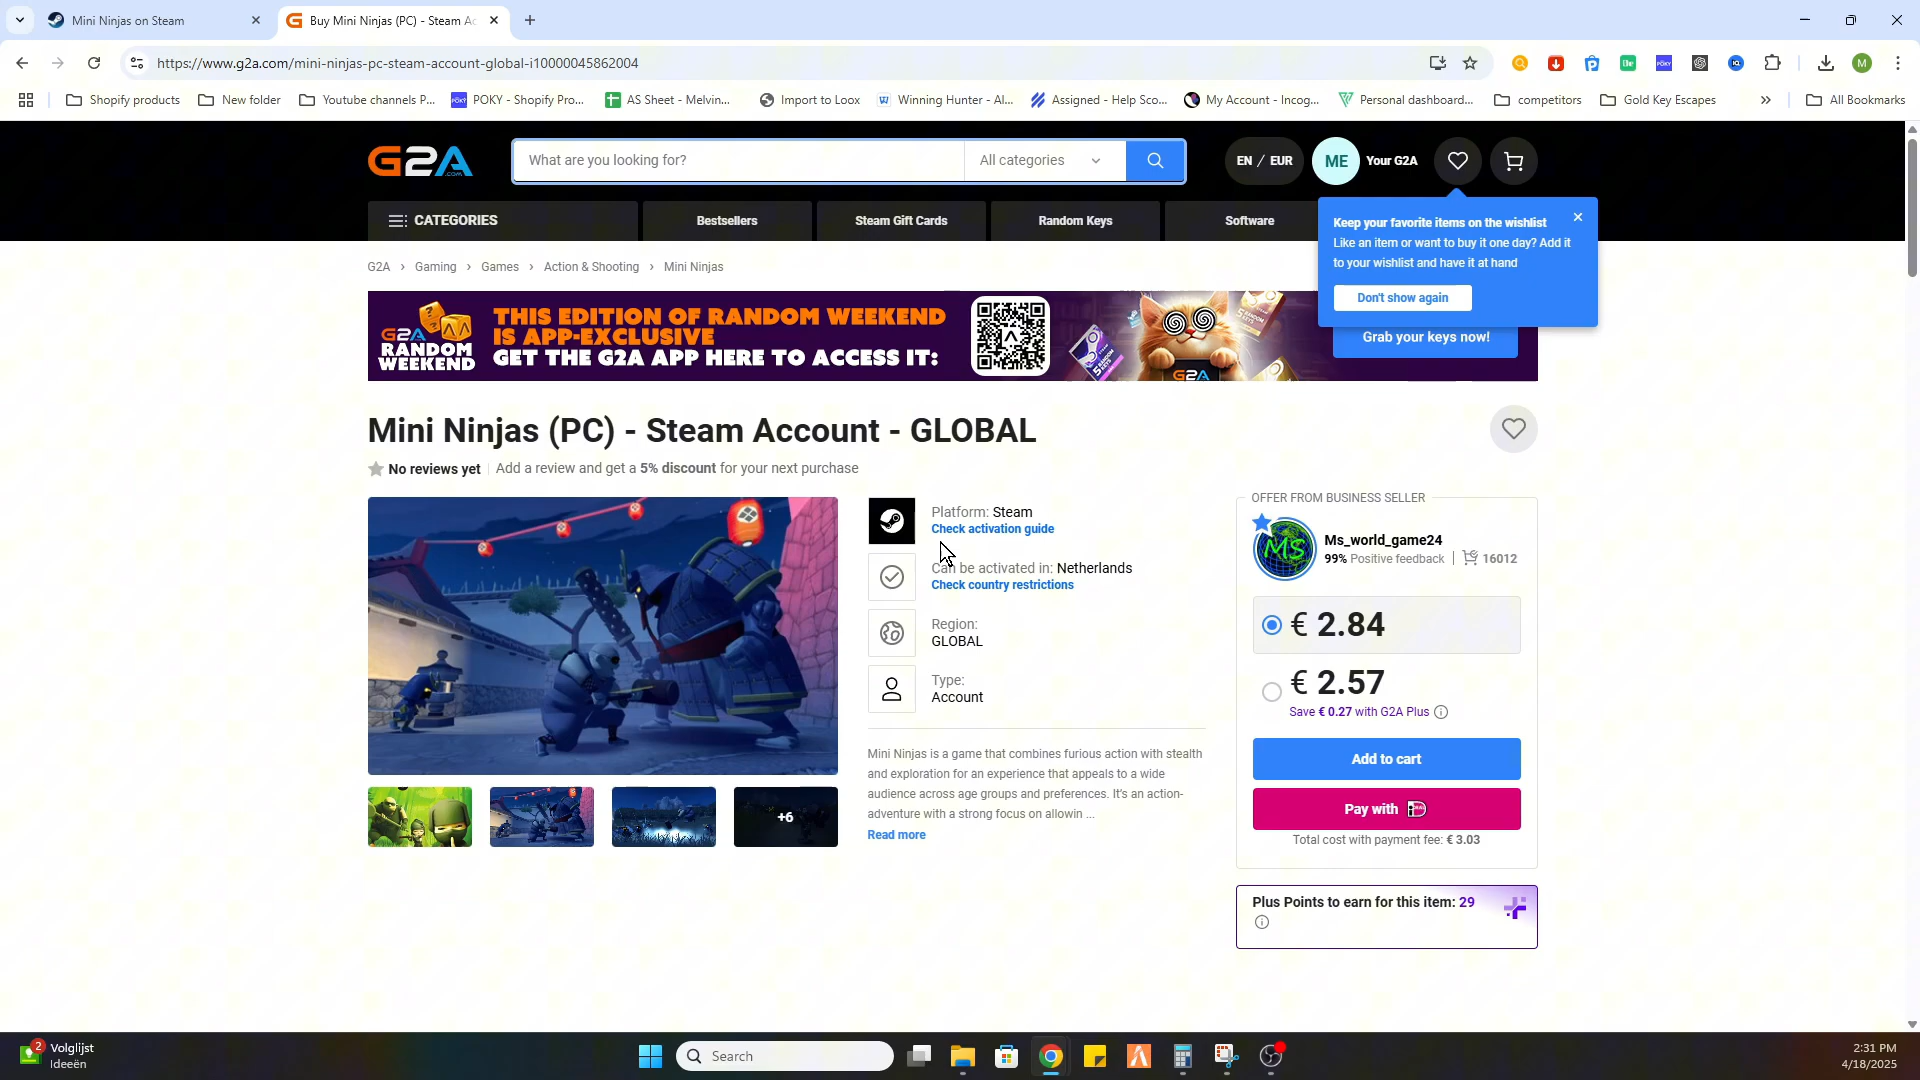 Mini Ninjas on Steam
Buy Mini Ninjas (PC) - Steam Ac
https://www.g2a.com/mini-ninjas-pc-steam-account-global-i10000045862004
M
Shopify products
New folder
Youtube channels P...
POKY - Shopify Pro...
AS Sheet - Melvin...
Import to Loox
Winning Hunter - AI...
Assigned - Help Sco...
My Account - Incog...
Personal dashboard...
competitors
Gold Key Escapes
All Bookmarks
G2A.COM
What are you looking for?
All categories
EN / EUR
ME
Your G2A
CATEGORIES
Bestsellers
Steam Gift Cards
Random Keys
Software
Keep your favorite items on the wishlist
Like an item or want to buy it one day? Add it
to your wishlist and have it at hand
Don't show again
G2A > Gaming > Games > Action & Shooting > Mini Ninjas
G2A
RANDOM
WEEKEND
THIS EDITION OF RANDOM WEEKEND
IS APP-EXCLUSIVE
GET THE G2A APP HERE TO ACCESS IT:
G2A
Grab your keys now!
Mini Ninjas (PC) - Steam Account - GLOBAL
No reviews yet
Add a review and get a 5% discount for your next purchase
+6
Platform: Steam
Check activation guide
Can be activated in: Netherlands
Check country restrictions
Region:
GLOBAL
Type:
Account
Mini Ninjas is a game that combines furious action with stealth
and exploration for an experience that appeals to a wide
audience across age groups and preferences. It's an action-
adventure with a strong focus on allowin ...
Read more
OFFER FROM BUSINESS SELLER
MS
Ms_world_game24
99% Positive feedback
16012
€ 2.84
€ 2.57
Save € 0.27 with G2A Plus
Add to cart
Pay with
Total cost with payment fee: € 3.03
Plus Points to earn for this item: 29
2
Volglijst
Ideeën
Search
2:31 PM
4/18/2025